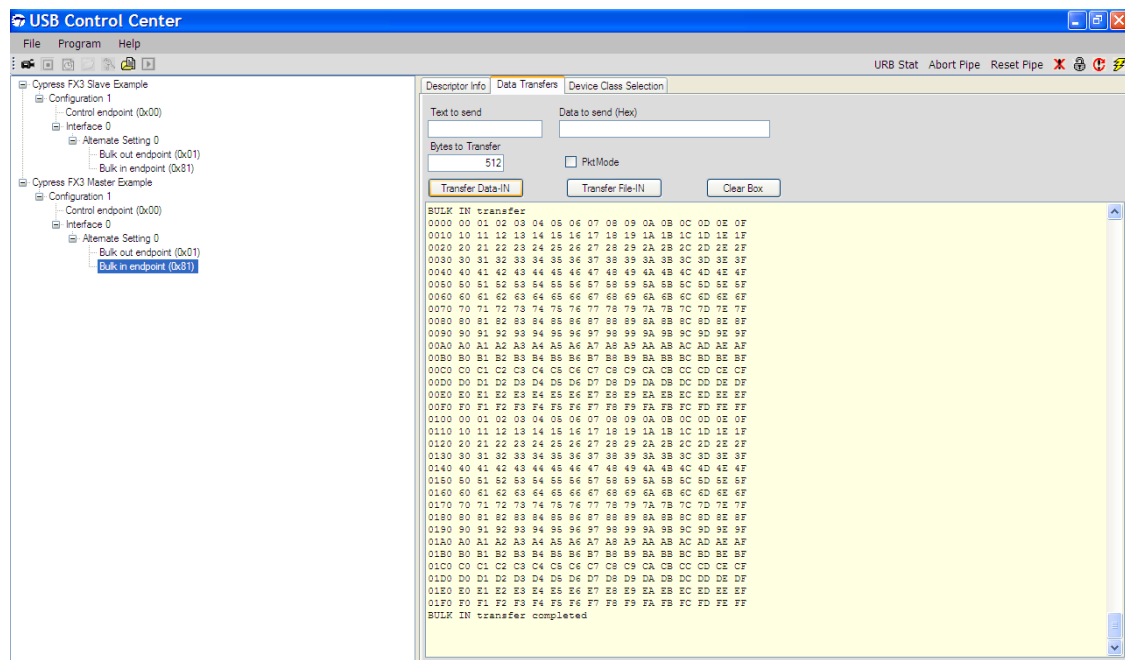 USB Control Center
File Program Help
URB Stat Abort Pipe Reset Pipe
Cypress FX3 Slave Example
Configuration 1
Control endpoint (0x00)
Interface 0
Alternate Setting 0
Bulk out endpoint (0x01)
Bulk in endpoint (0x81)
Cypress FX3 Master Example
Configuration 1
Control endpoint (0x00)
Interface 0
Alternate Setting 0
Bulk out endpoint (0x01)
Bulk in endpoint (0x81)
Descriptor Info Data Transfers Device Class Selection
Text to send Data to send (Hex)
Bytes to Transfer
512 PktMode
Transfer Data-IN Transfer File-IN Clear Box
BULK IN transfer
0000 00 01 02 03 04 05 06 07 08 09 0A 0B 0C 0D 0E 0F
0010 10 11 12 13 14 15 16 17 18 19 1A 1B 1C 1D 1E 1F
0020 20 21 22 23 24 25 26 27 28 29 2A 2B 2C 2D 2E 2F
0030 30 31 32 33 34 35 36 37 38 39 3A 3B 3C 3D 3E 3F
0040 40 41 42 43 44 45 46 47 48 49 4A 4B 4C 4D 4E 4F
0050 50 51 52 53 54 55 56 57 58 59 5A 5B 5C 5D 5E 5F
0060 60 61 62 63 64 65 66 67 68 69 6A 6B 6C 6D 6E 6F
0070 70 71 72 73 74 75 76 77 78 79 7A 7B 7C 7D 7E 7F
0080 80 81 82 83 84 85 86 87 88 89 8A 8B 8C 8D 8E 8F
0090 90 91 92 93 94 95 96 97 98 99 9A 9B 9C 9D 9E 9F
00A0 A0 A1 A2 A3 A4 A5 A6 A7 A8 A9 AA AB AC AD AE AF
00B0 B0 B1 B2 B3 B4 B5 B6 B7 B8 B9 BA BB BC BD BE BF
00C0 C0 C1 C2 C3 C4 C5 C6 C7 C8 C9 CA CB CC CD CE CF
00D0 D0 D1 D2 D3 D4 D5 D6 D7 D8 D9 DA DB DC DD DE DF
00E0 E0 E1 E2 E3 E4 E5 E6 E7 E8 E9 EA EB EC ED EE EF
00F0 F0 F1 F2 F3 F4 F5 F6 F7 F8 F9 FA FB FC FD FE FF
0100 00 01 02 03 04 05 06 07 08 09 0A 0B 0C 0D 0E 0F
0110 10 11 12 13 14 15 16 17 18 19 1A 1B 1C 1D 1E 1F
0120 20 21 22 23 24 25 26 27 28 29 2A 2B 2C 2D 2E 2F
0130 30 31 32 33 34 35 36 37 38 39 3A 3B 3C 3D 3E 3F
0140 40 41 42 43 44 45 46 47 48 49 4A 4B 4C 4D 4E 4F
0150 50 51 52 53 54 55 56 57 58 59 5A 5B 5C 5D 5E 5F
0160 60 61 62 63 64 65 66 67 68 69 6A 6B 6C 6D 6E 6F
0170 70 71 72 73 74 75 76 77 78 79 7A 7B 7C 7D 7E 7F
0180 80 81 82 83 84 85 86 87 88 89 8A 8B 8C 8D 8E 8F
0190 90 91 92 93 94 95 96 97 98 99 9A 9B 9C 9D 9E 9F
01A0 A0 A1 A2 A3 A4 A5 A6 A7 A8 A9 AA AB AC AD AE AF
01B0 B0 B1 B2 B3 B4 B5 B6 B7 B8 B9 BA BB BC BD BE BF
01C0 C0 C1 C2 C3 C4 C5 C6 C7 C8 C9 CA CB CC CD CE CF
01D0 D0 D1 D2 D3 D4 D5 D6 D7 D8 D9 DA DB DC DD DE DF
01E0 E0 E1 E2 E3 E4 E5 E6 E7 E8 E9 EA EB EC ED EE EF
01F0 F0 F1 F2 F3 F4 F5 F6 F7 F8 F9 FA FB FC FD FE FF
BULK IN transfer completed